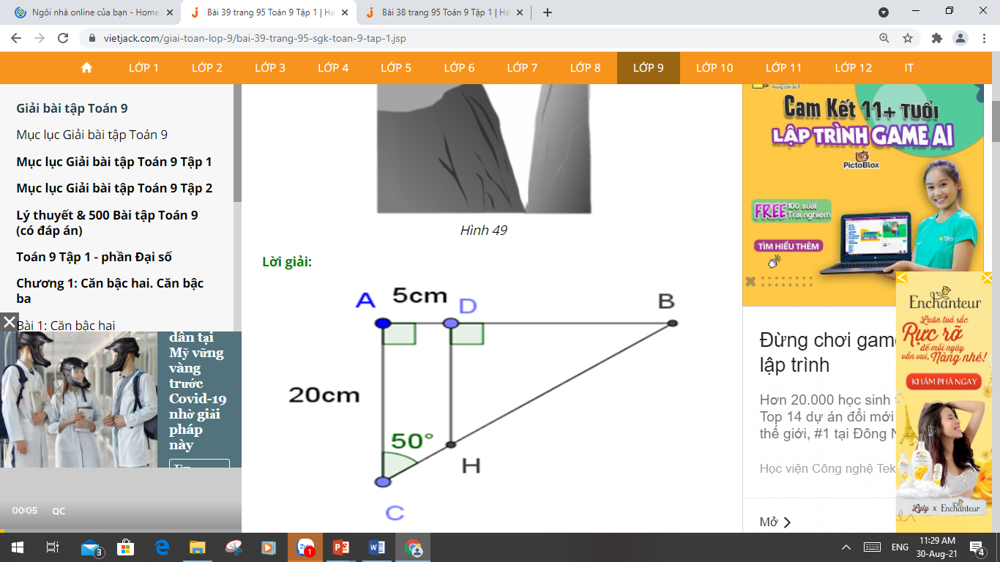 Ngôi nhà online của bạn - Home.
Bài 39 trang 95 Toán 9 Tập 1 | Ha
Bài 38 trang 95 Toán 9 Tập 1 | Ha
vietjack.com/giai-toan-lop-9/bai-39-trang-95-sgk-toan-9-tap-1.jsp
LỚP 1 LỚP 2 LỚP 3 LỚP 4 LỚP 5 LỚP 6 LỚP 7 LỚP 8 LỚP 9 LỚP 10 LỚP 11 LỚP 12 IT
Giải bài tập Toán 9
Mục lục Giải bài tập Toán 9
Mục lục Giải bài tập Toán 9 Tập 1
Mục lục Giải bài tập Toán 9 Tập 2
Lý thuyết & 500 Bài tập Toán 9
(có đáp án)
Toán 9 Tập 1 - phần Đại số
Chương 1: Căn bậc hai. Căn bậc
ba
Bài 1: Căn bậc hai
dân tại
Mỹ vững
vàng
trước
Covid-19
nhờ giải
pháp
này
00:05 QC
Hình 49
Lời giải:
A 5cm D B
20cm
50°
H
C
Cam Kết 11+ TUỔI
LẬP TRÌNH GAME AI
PictoBlox
FREE 100 suất
Trải nghiệm
TÌM HIỂU THÊM
Đừng chơi gam
lập trình
Hơn 20.000 học sinh
Top 14 dự án đổi mới
thế giới, #1 tại Đông N
Học viện Công nghệ Tek
Mở
Enchanteur
Luôn toả sắc
Rực rỡ
để mỗi ngày
vẫn vui, Nàng nhé!
KHÁM PHÁ NGAY
Lyly x Enchanteur
3
1
ENG
11:29 AM
30-Aug-21
4